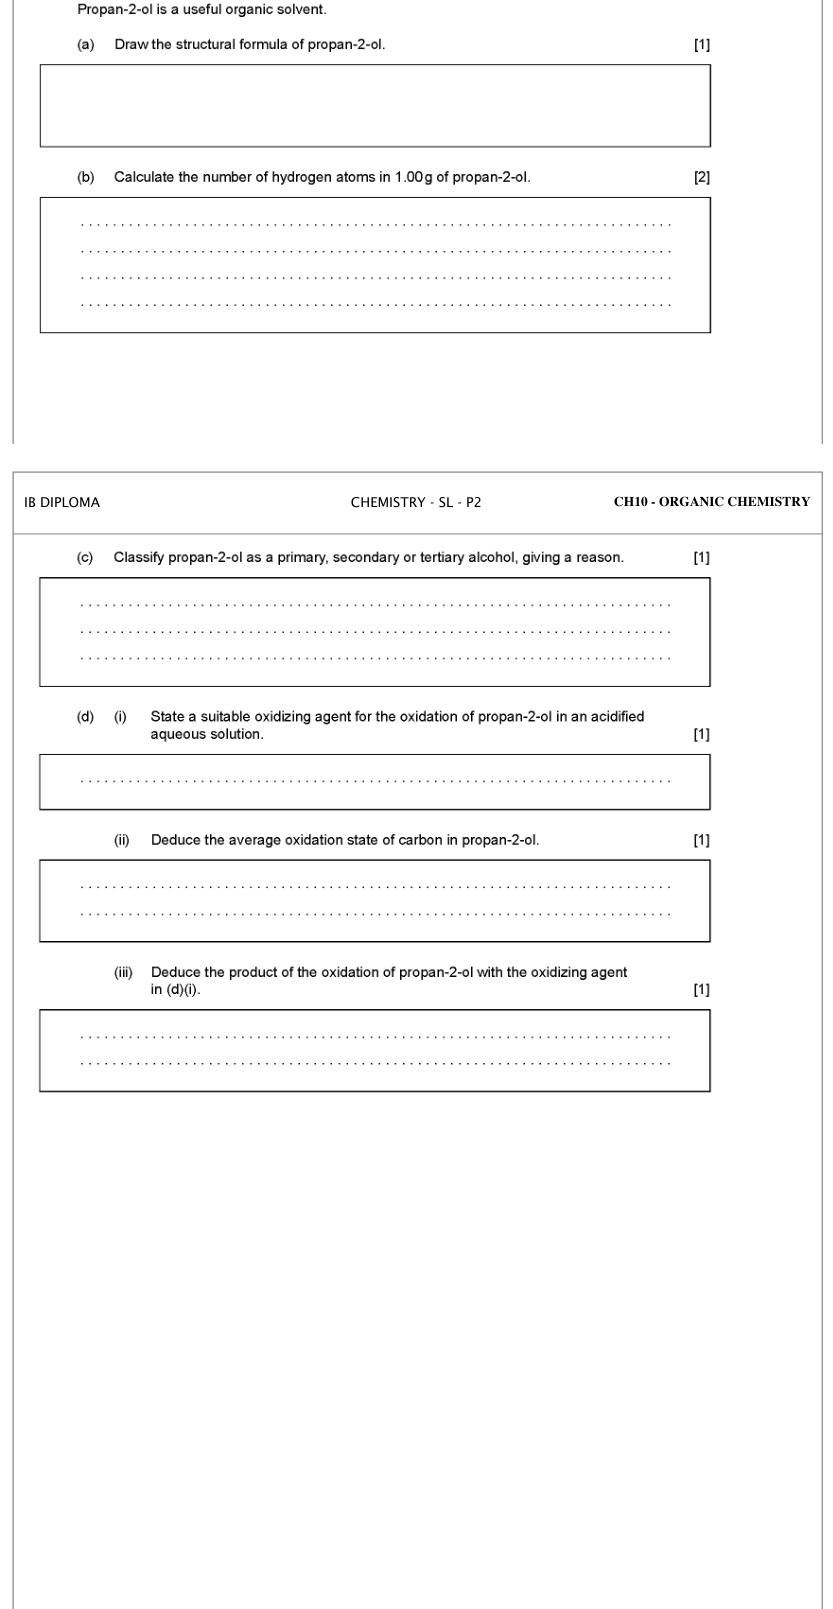 Propan-2-ol is a useful organic solvent.
(a) Draw the structural formula of propan-2-ol. [1]
(b) Calculate the number of hydrogen atoms in 1.00g of propan-2-ol. [2]
IB DIPLOMA CHEMISTRY - SL - P2 CH10 - ORGANIC CHEMISTRY
(c) Classify propan-2-ol as a primary, secondary or tertiary alcohol, giving a reason. [1]
(d) (i) State a suitable oxidizing agent for the oxidation of propan-2-ol in an acidified
aqueous solution. [1]
(ii) Deduce the average oxidation state of carbon in propan-2-ol. [1]
(iii) Deduce the product of the oxidation of propan-2-ol with the oxidizing agent
in (d)(i). [1]